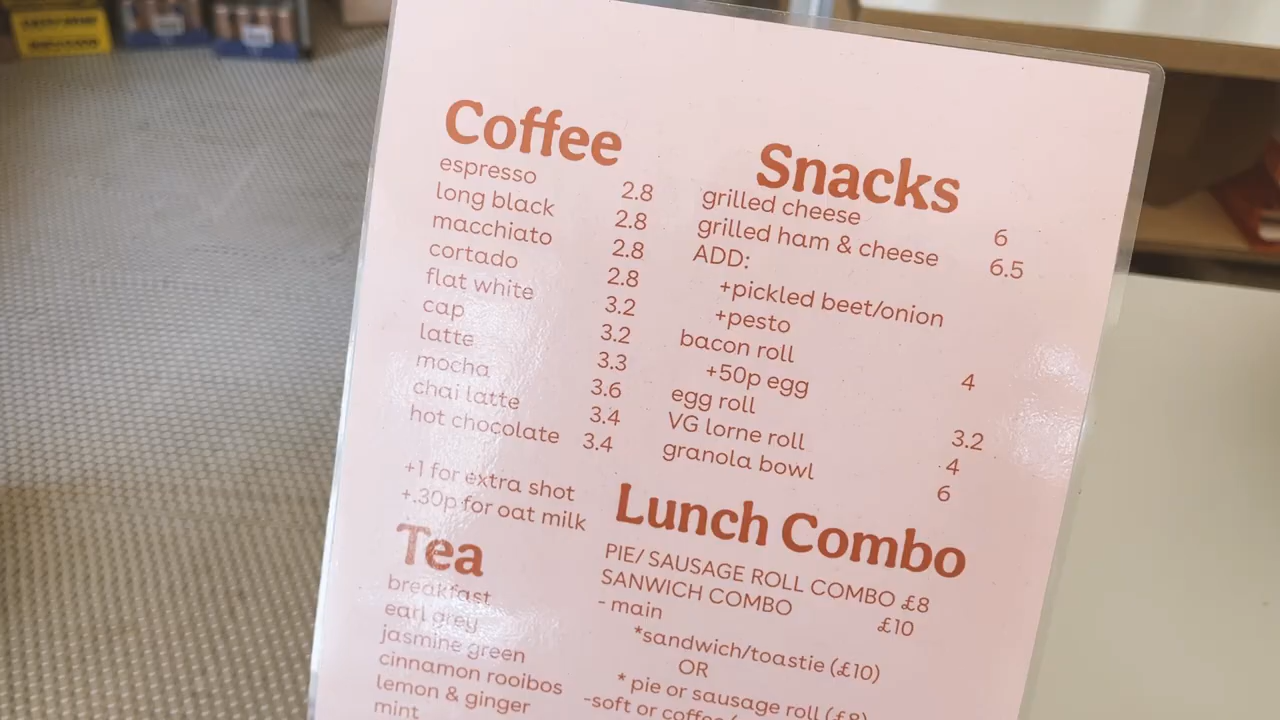 Coffee
espresso 2.8
long black 2.8
macchiato 2.8
cortado 2.8
flat white 3.2
cap 3.2
latte 3.3
mocha 3.6
chai latte 3.4
hot chocolate 3.4
+1 for extra shot
+.30p for oat milk
Tea
breakfast
earl grey
jasmine green
cinnamon rooibos
lemon & ginger
mint
Snacks
grilled cheese 6
grilled ham & cheese 6.5
ADD:
+pickled beet/onion
+pesto
bacon roll 4
+50p egg
egg roll 3.2
VG lorne roll 4
granola bowl 6
Lunch Combo
PIE/ SAUSAGE ROLL COMBO £8
SANWICH COMBO £10
- main
*sandwich/toastie (£10)
OR
* pie or sausage roll (£8)
-soft or coffee/